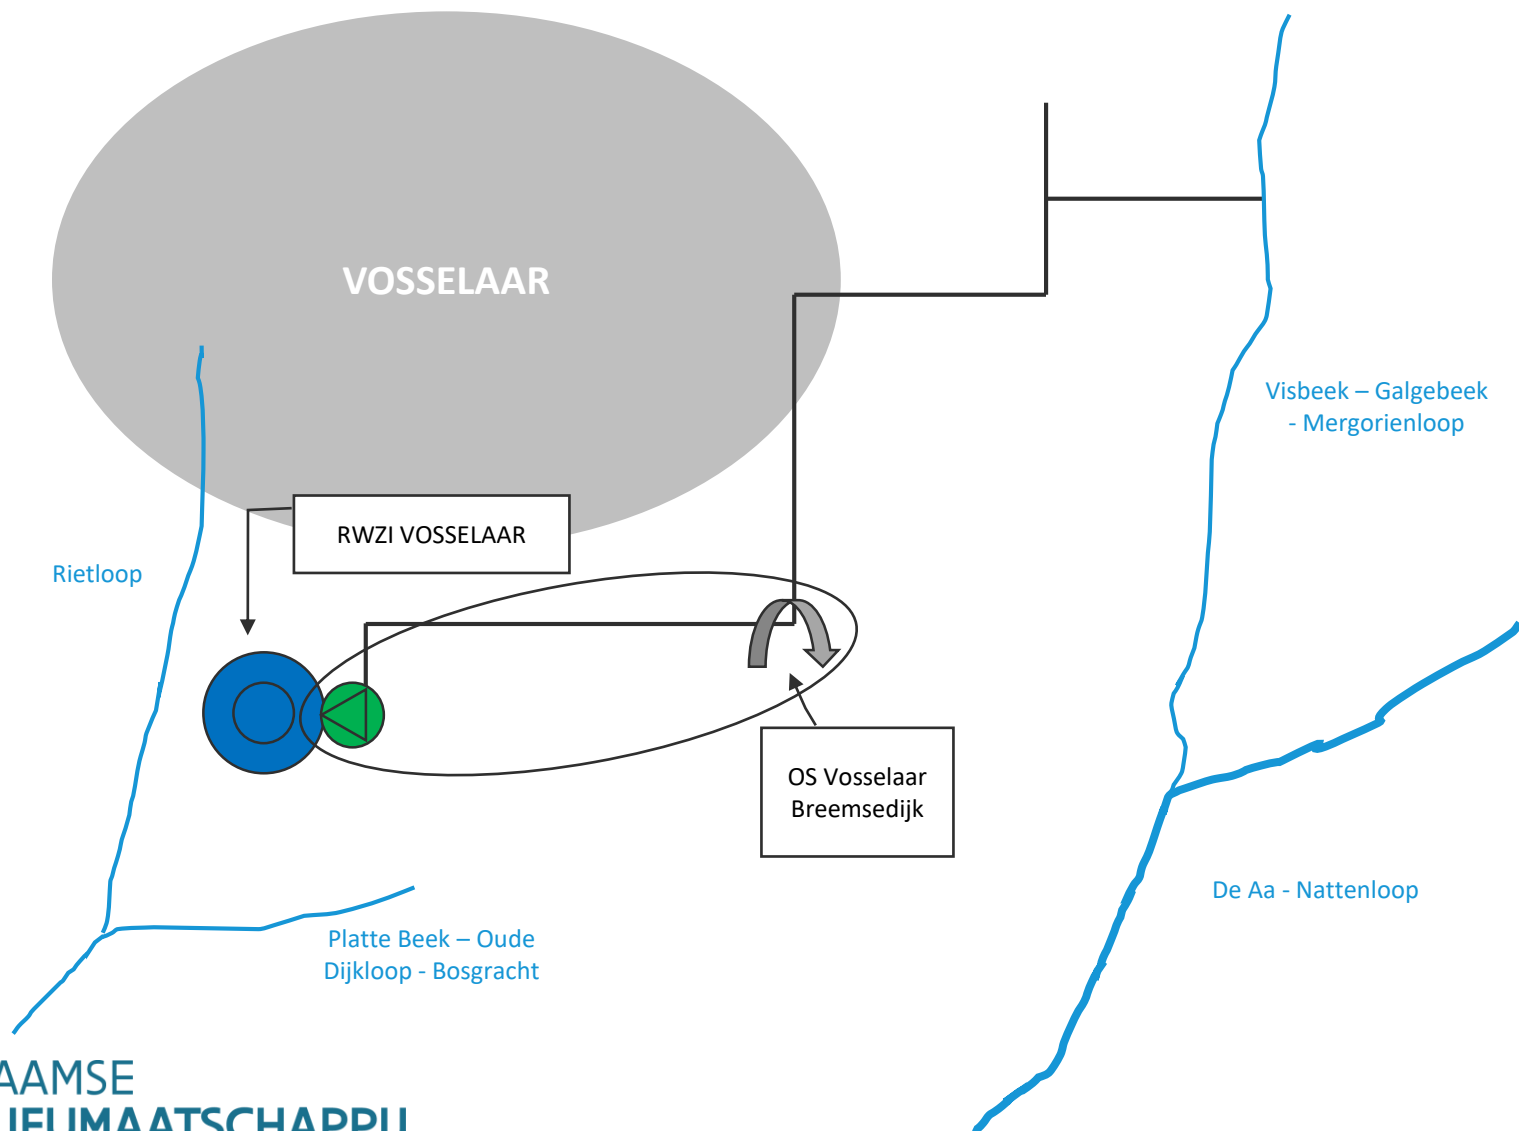 VOSSELAAR
Visbeek – Galgebeek
- Mergorienloop
RWZI VOSSELAAR
Rietloop
OS Vosselaar
Breemsedijk
De Aa - Nattenloop
Platte Beek – Oude
Dijkloop - Bosgracht
AAMSE